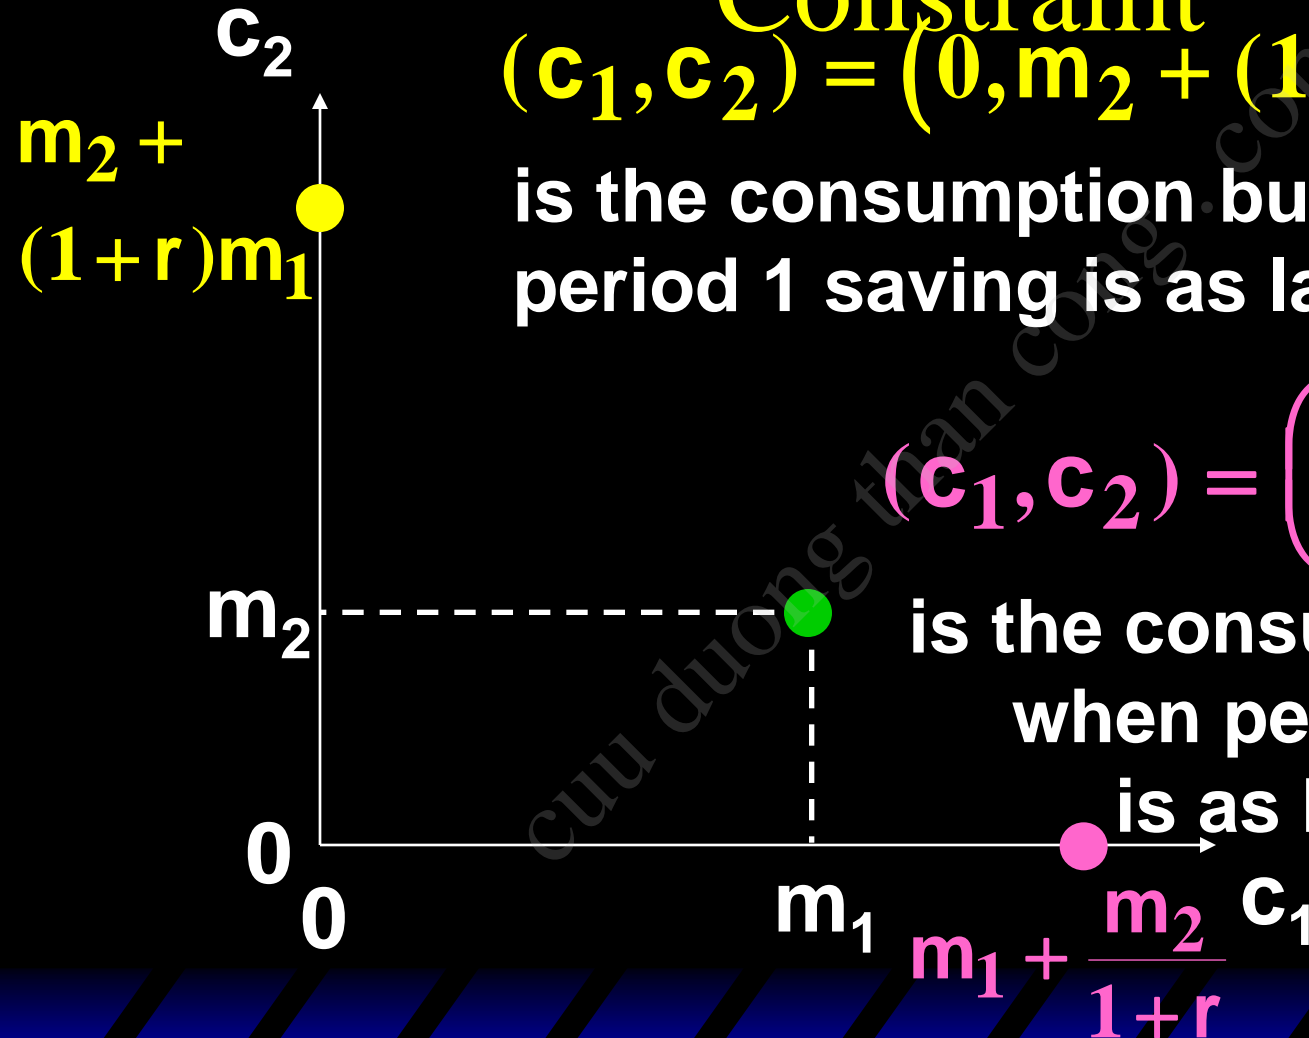 Constraint
c₂
(c₁,c₂) = (0,m₂ + (1
m₂ +
(1 + r)m₁
is the consumption bu
period 1 saving is as la
(c₁,c₂) = (
m₂
is the consu
when pe
is as
0
0
m₁
c₁
m₁ + m₂
1 + r
cuu duong than cong . co